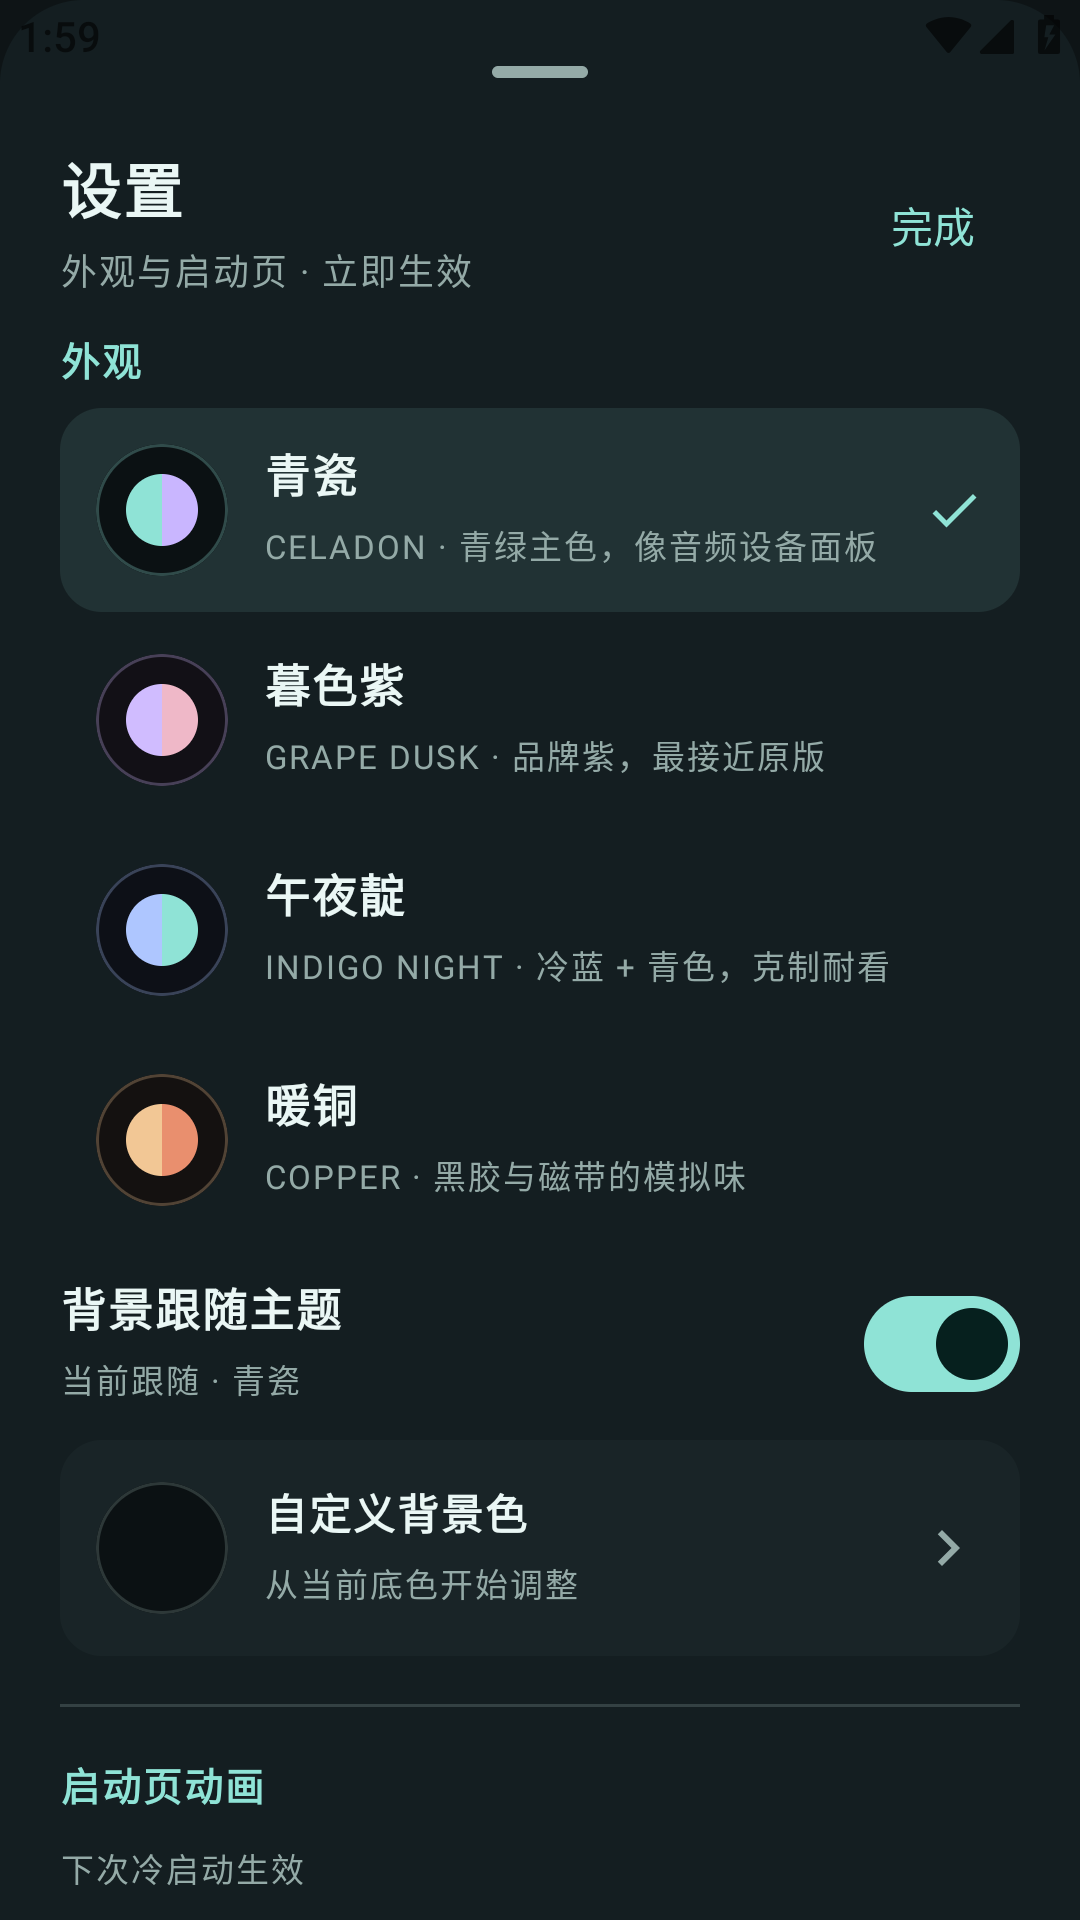 1:59
设置
完成
外观与启动页 · 立即生效
外观
青瓷
CELADON · 青绿主色，像音频设备面板
暮色紫
GRAPE DUSK · 品牌紫，最接近原版
午夜靛
INDIGO NIGHT · 冷蓝 + 青色，克制耐看
暖铜
COPPER · 黑胶与磁带的模拟味
背景跟随主题
当前跟随 · 青瓷
自定义背景色
从当前底色开始调整
启动页动画
下次冷启动生效